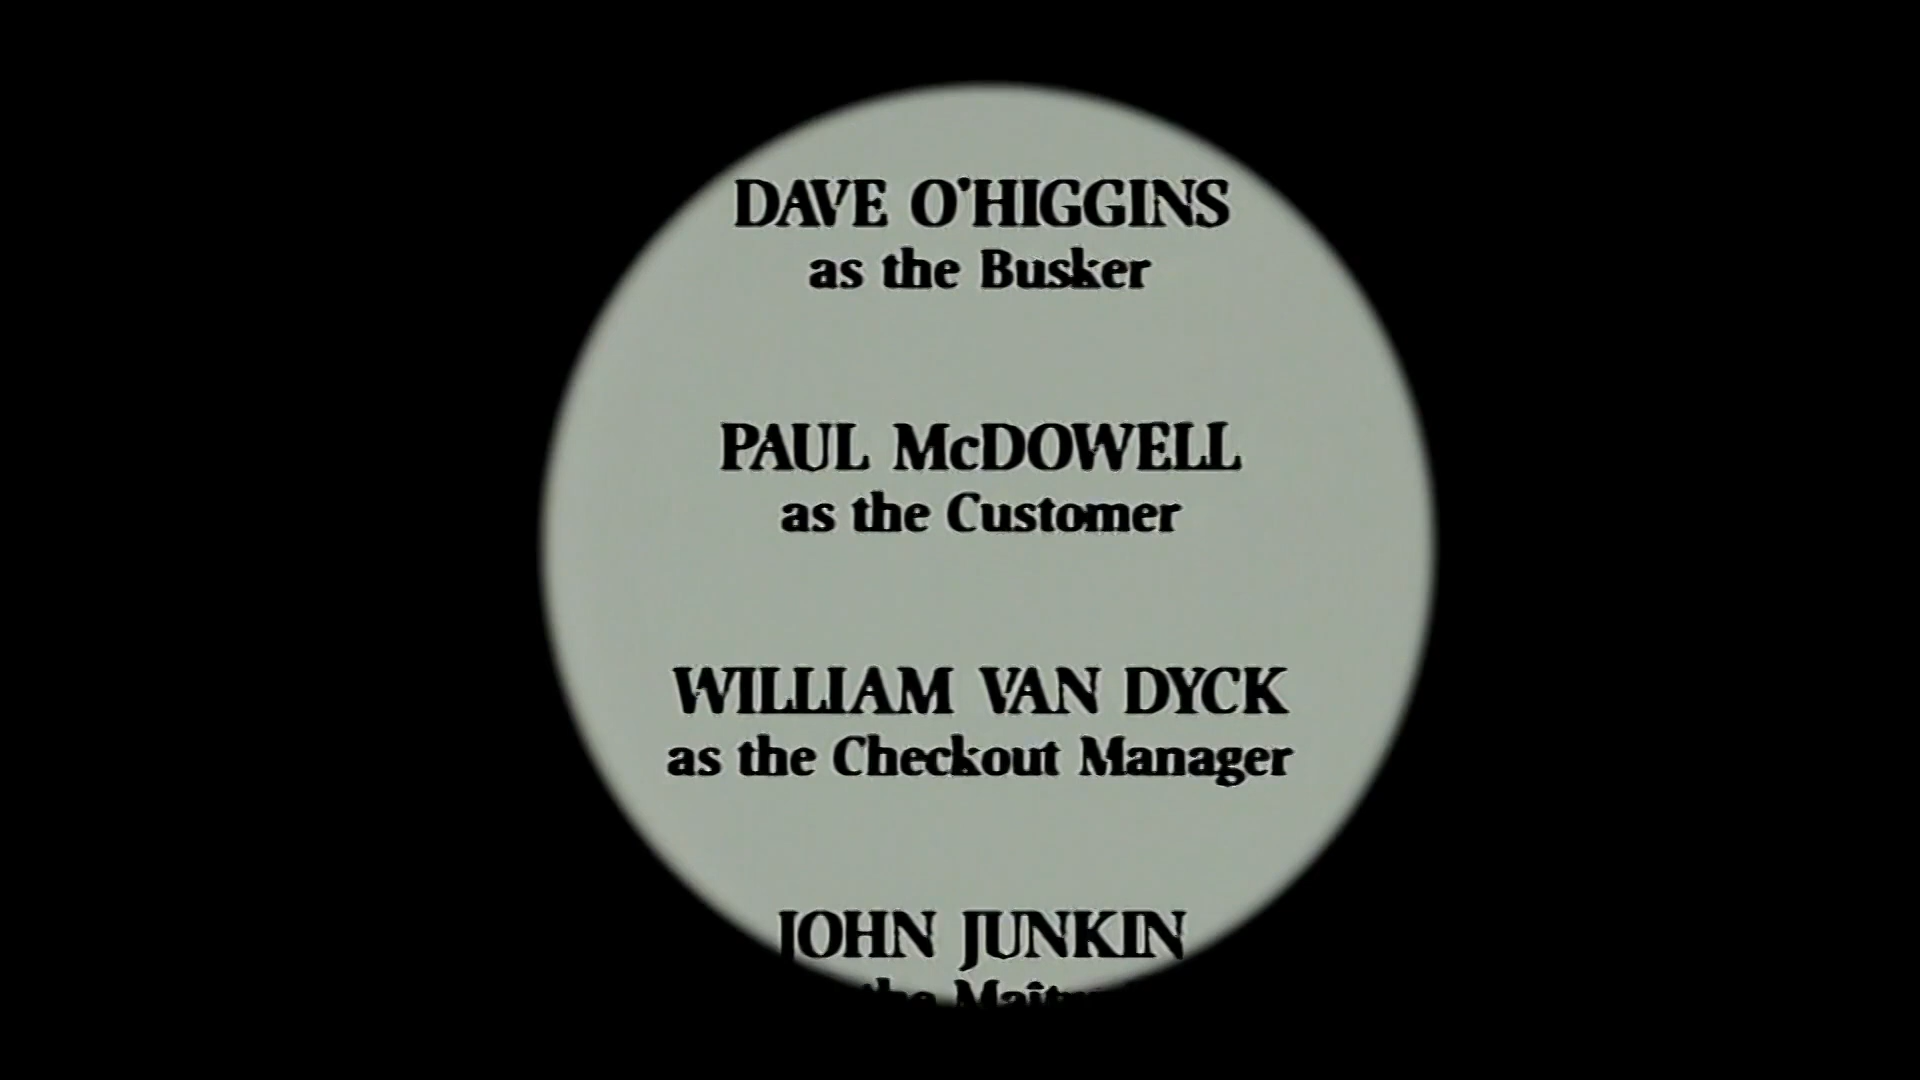 DAVE O'HIGGINS
as the Busker
PAUL McDOWELL
as the Customer
WILLIAM VAN DYCK
as the Checkout Manager
JOHN JUNKIN
the